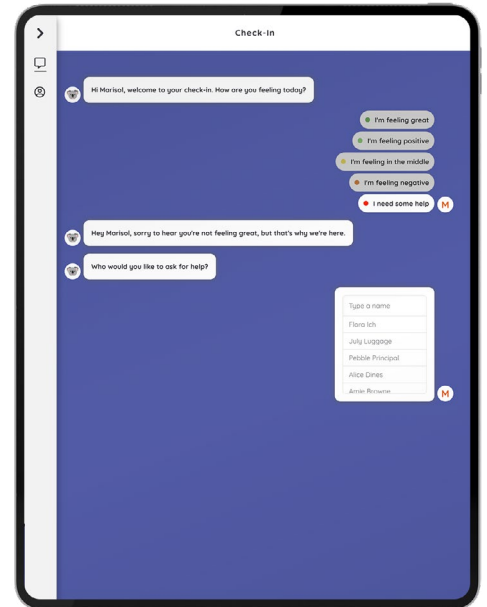 Check-In
Hi Marisol, welcome to your check-in. How are you feeling today?
I'm feeling great
I'm feeling positive
I'm feeling in the middle
I'm feeling negative
I need some help
M
Hey Marisol, sorry to hear you're not feeling great, but that's why we're here.
Who would you like to ask for help?
Type a name
Flora Ich
July Luggage
Pebble Principal
Alice Dines
Amie Browne
M